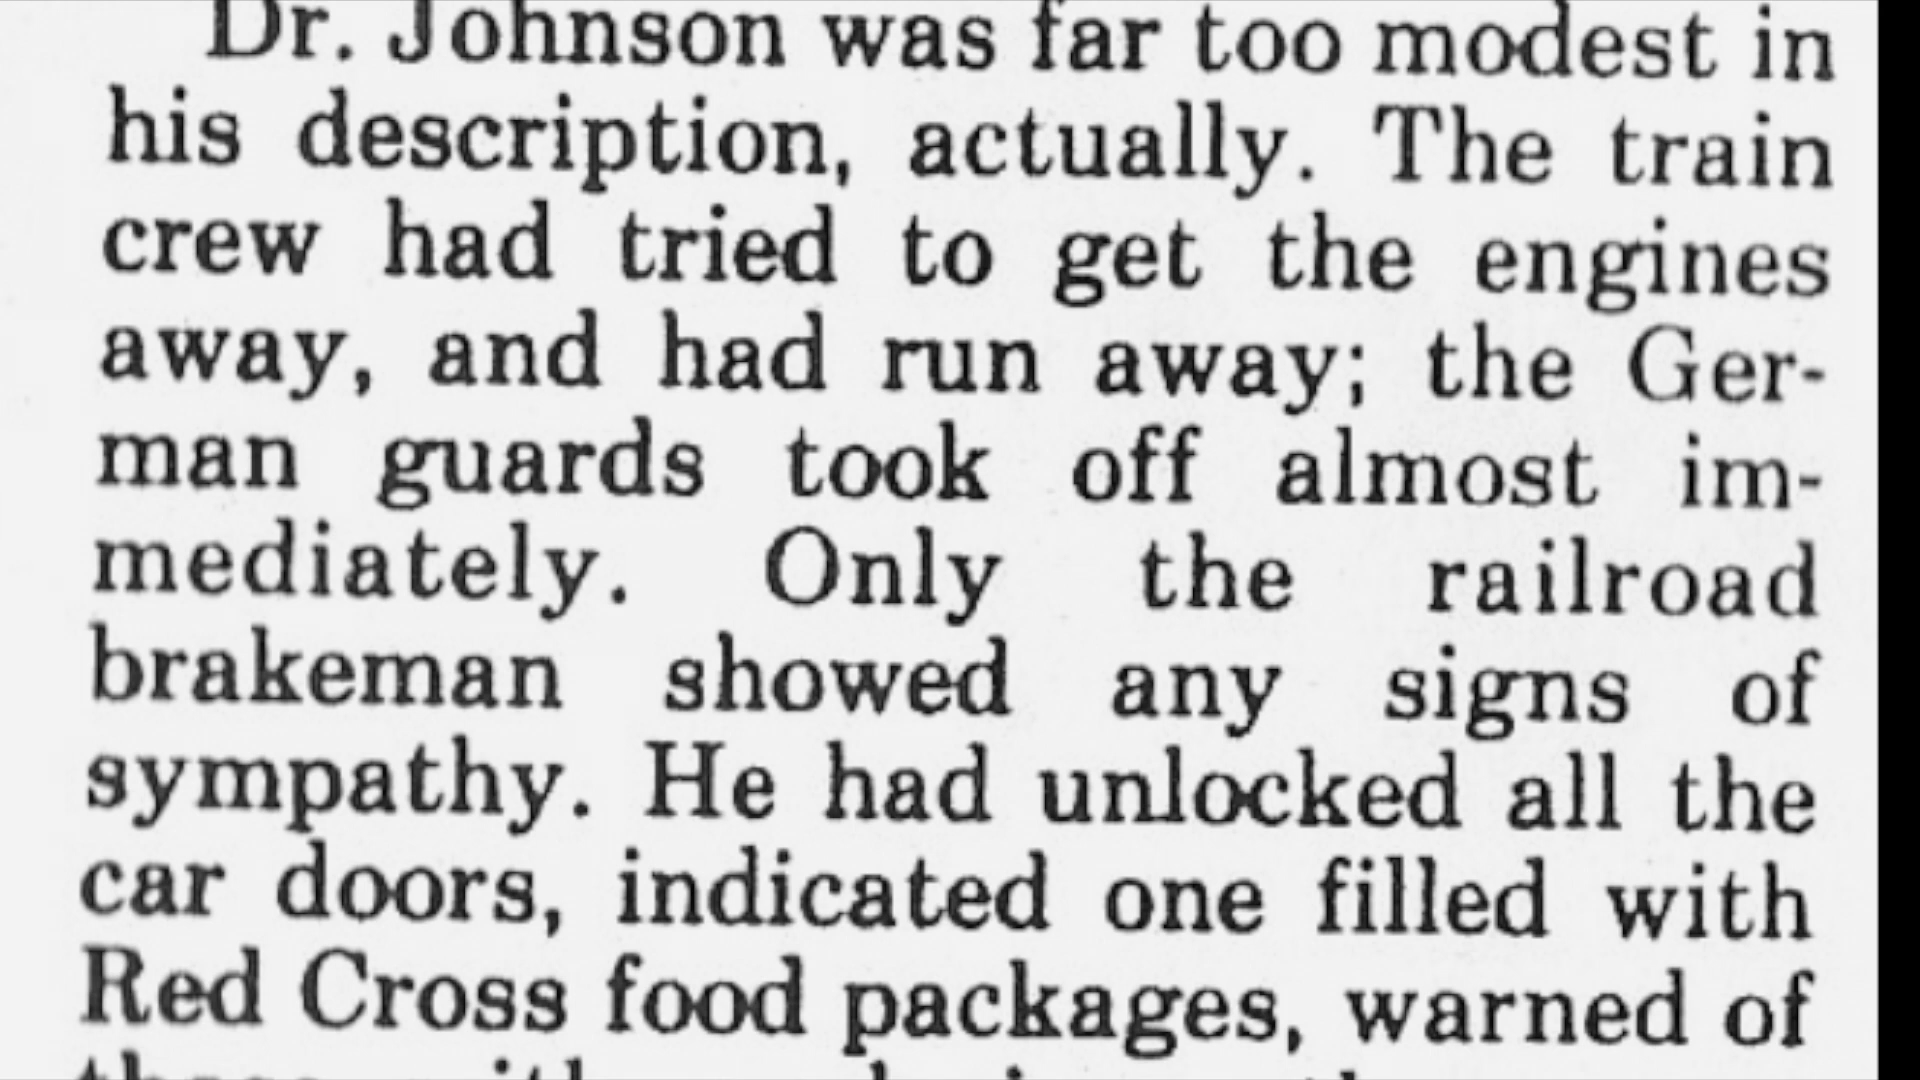 Dr. Johnson was far too modest in
his description, actually. The train
crew had tried to get the engines
away, and had run away; the Ger-
man guards took off almost im-
mediately. Only the railroad
brakeman showed any signs of
sympathy. He had unlocked all the
car doors, indicated one filled with
Red Cross food packages, warned of